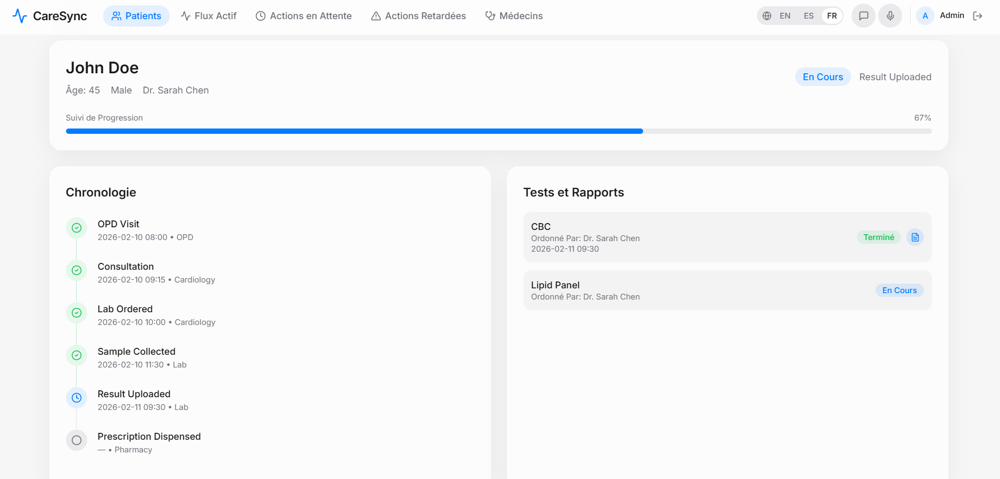 CareSync
Patients
Flux Actif
Actions en Attente
Actions Retardées
Médecins
EN ES FR
A
Admin
John Doe
Âge: 45 Male Dr. Sarah Chen
En Cours
Result Uploaded
Suivi de Progression
67%
Chronologie
OPD Visit
2026-02-10 08:00 • OPD
Consultation
2026-02-10 09:15 • Cardiology
Lab Ordered
2026-02-10 10:00 • Cardiology
Sample Collected
2026-02-10 11:30 • Lab
Result Uploaded
2026-02-11 09:30 • Lab
Prescription Dispensed
— • Pharmacy
Tests et Rapports
CBC
Ordonné Par: Dr. Sarah Chen
2026-02-11 09:30
Terminé
Lipid Panel
Ordonné Par: Dr. Sarah Chen
En Cours